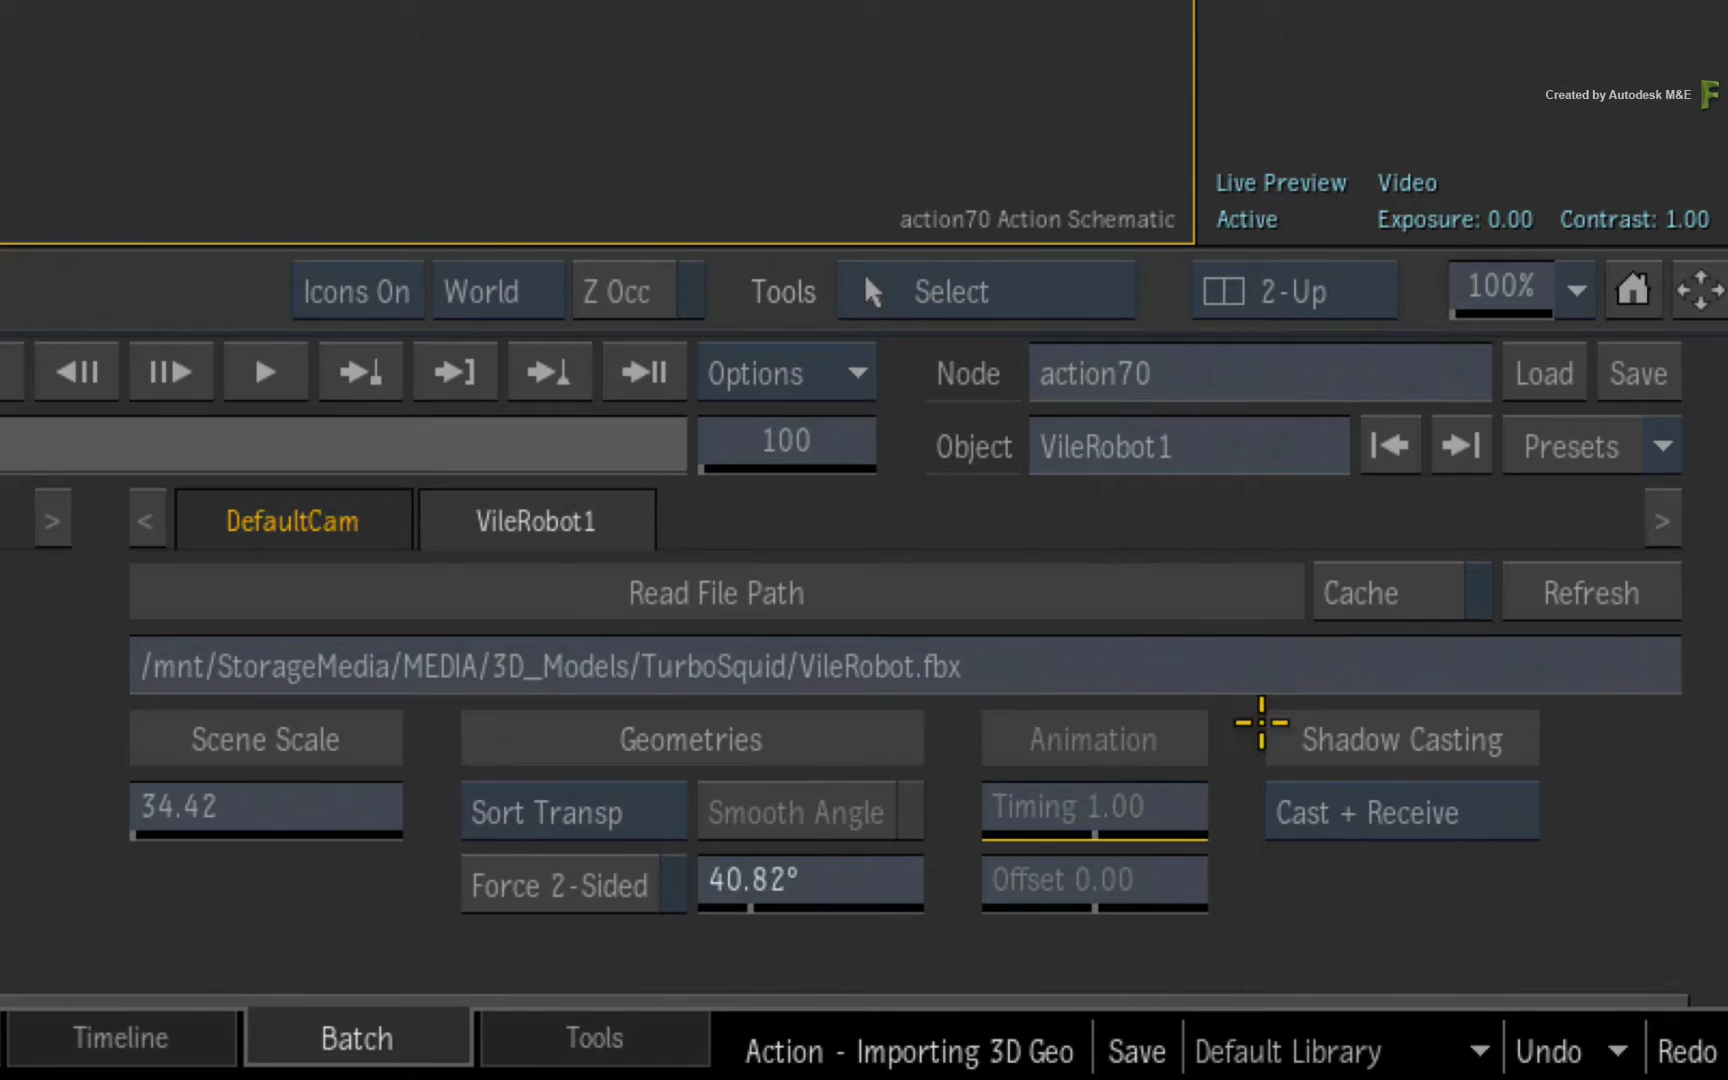 Created by Autodesk M&E
Live Preview Video
Active Exposure: 0.00 Contrast: 1.00
action70 Action Schematic
Icons On World Z Occ Tools Select 2-Up 100%
Options Node action70 Load Save
100 Object VileRobot1 Presets
> < DefaultCam VileRobot1 >
Read File Path Cache Refresh
/mnt/StorageMedia/MEDIA/3D_Models/TurboSquid/VileRobot.fbx
Scene Scale Geometries Animation Shadow Casting
34.42 Sort Transp Smooth Angle Timing 1.00 Cast + Receive
Force 2-Sided 40.82° Offset 0.00
Timeline Batch Tools Action - Importing 3D Geo Save Default Library Undo Redo